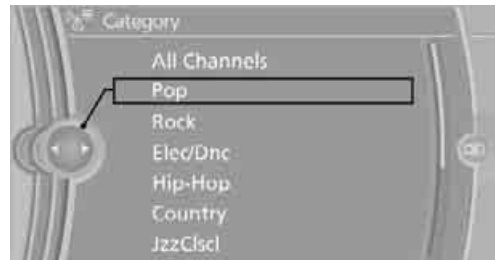 Category
All Channels
Pop
Rock
Elec/Dnc
Hip-Hop
Country
JzzClscl